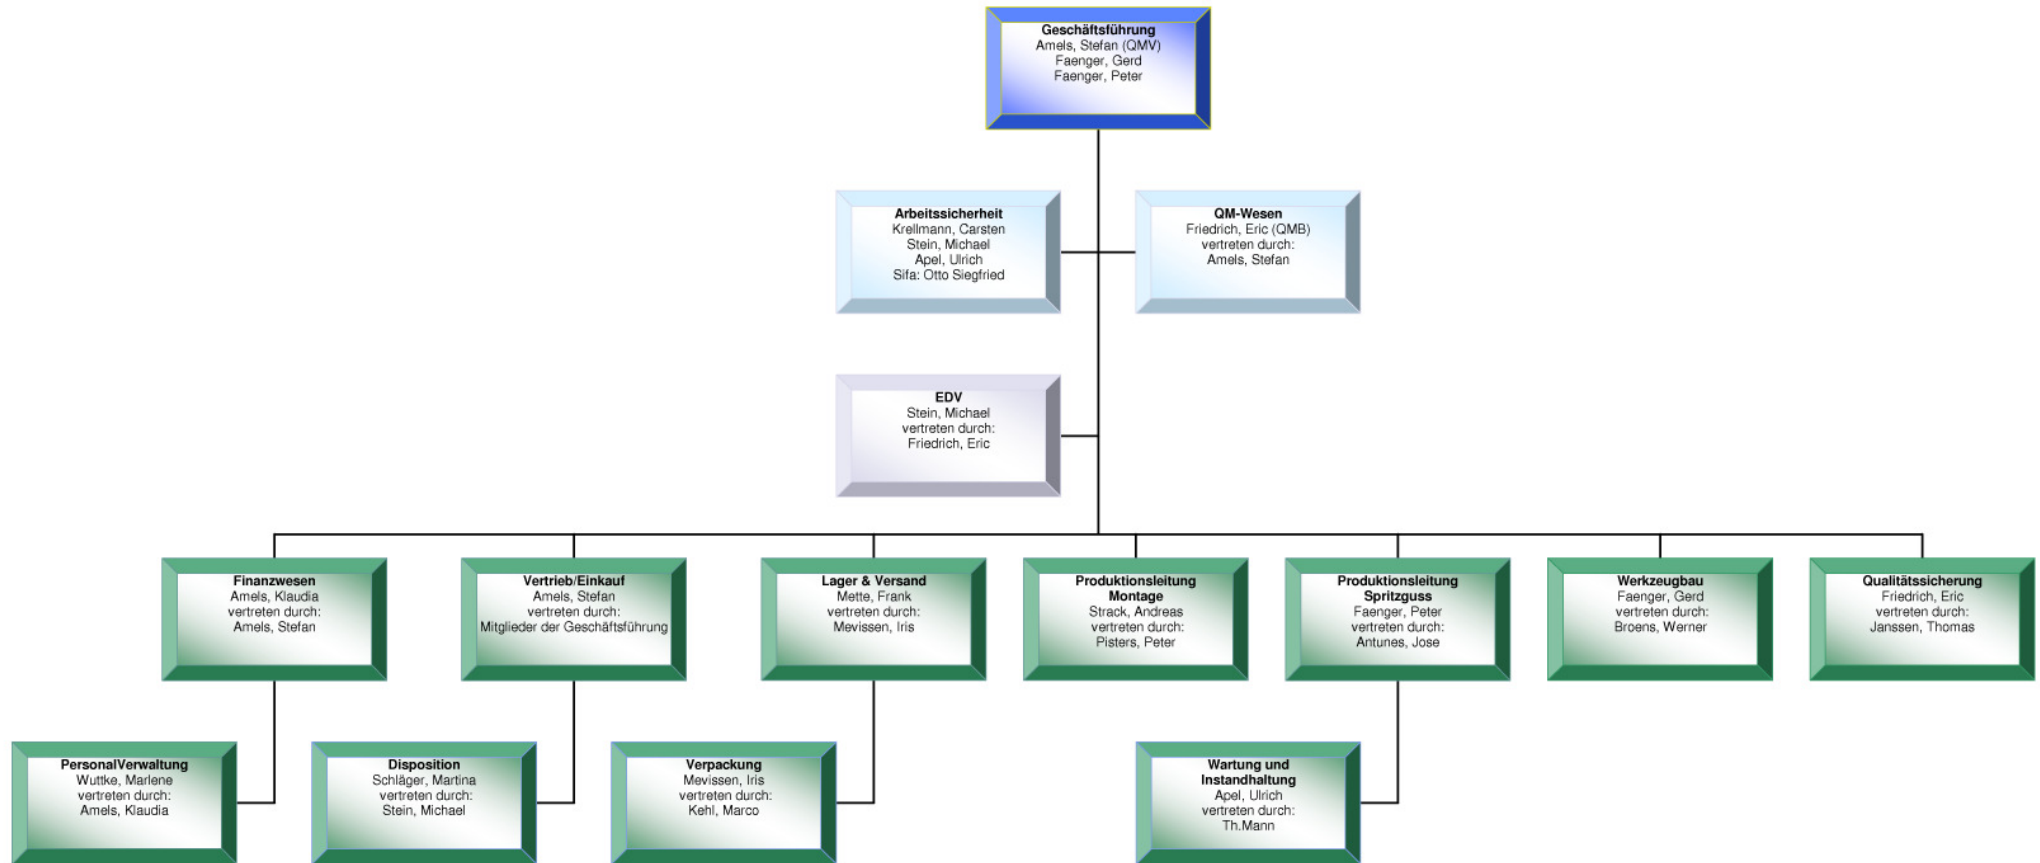 Geschäftsführung
Amels, Stefan (QMV)
Faenger, Gerd
Faenger, Peter
Arbeitssicherheit
Krellmann, Carsten
Stein, Michael
Apel, Ulrich
Sifa: Otto Siegfried
QM-Wesen
Friedrich, Eric (QMB)
vertreten durch:
Amels, Stefan
EDV
Stein, Michael
vertreten durch:
Friedrich, Eric
Finanzwesen
Amels, Klaudia
vertreten durch:
Amels, Stefan
Vertrieb/Einkauf
Amels, Stefan
vertreten durch:
Mitglieder der Geschäftsführung
Lager & Versand
Mette, Frank
vertreten durch:
Mevissen, Iris
Produktionsleitung
Montage
Strack, Andreas
vertreten durch:
Pisters, Peter
Produktionsleitung
Spritzguss
Faenger, Peter
vertreten durch:
Antunes, Jose
Werkzeugbau
Faenger, Gerd
vertreten durch:
Broens, Werner
Qualitätssicherung
Friedrich, Eric
vertreten durch:
Janssen, Thomas
PersonalVerwaltung
Wuttke, Marlene
vertreten durch:
Amels, Klaudia
Disposition
Schläger, Martina
vertreten durch:
Stein, Michael
Verpackung
Mevissen, Iris
vertreten durch:
Kehl, Marco
Wartung und
Instandhaltung
Apel, Ulrich
vertreten durch:
Th.Mann